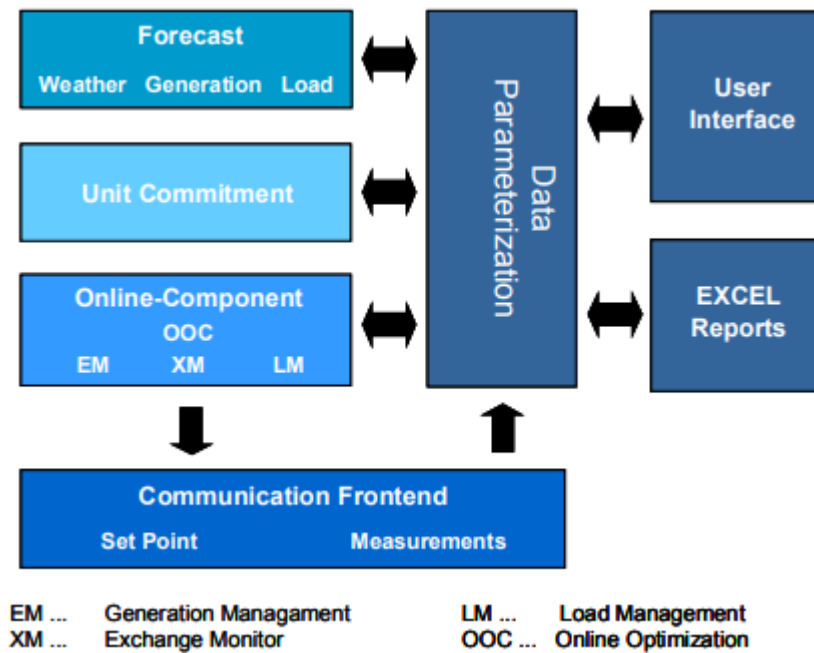 Forecast
Weather Generation Load
Unit Commitment
Online-Component
OOC
EM XM LM
Data
Parameterization
User
Interface
EXCEL
Reports
Communication Frontend
Set Point Measurements
EM ... Generation Managament LM ... Load Management
XM ... Exchange Monitor OOC ... Online Optimization